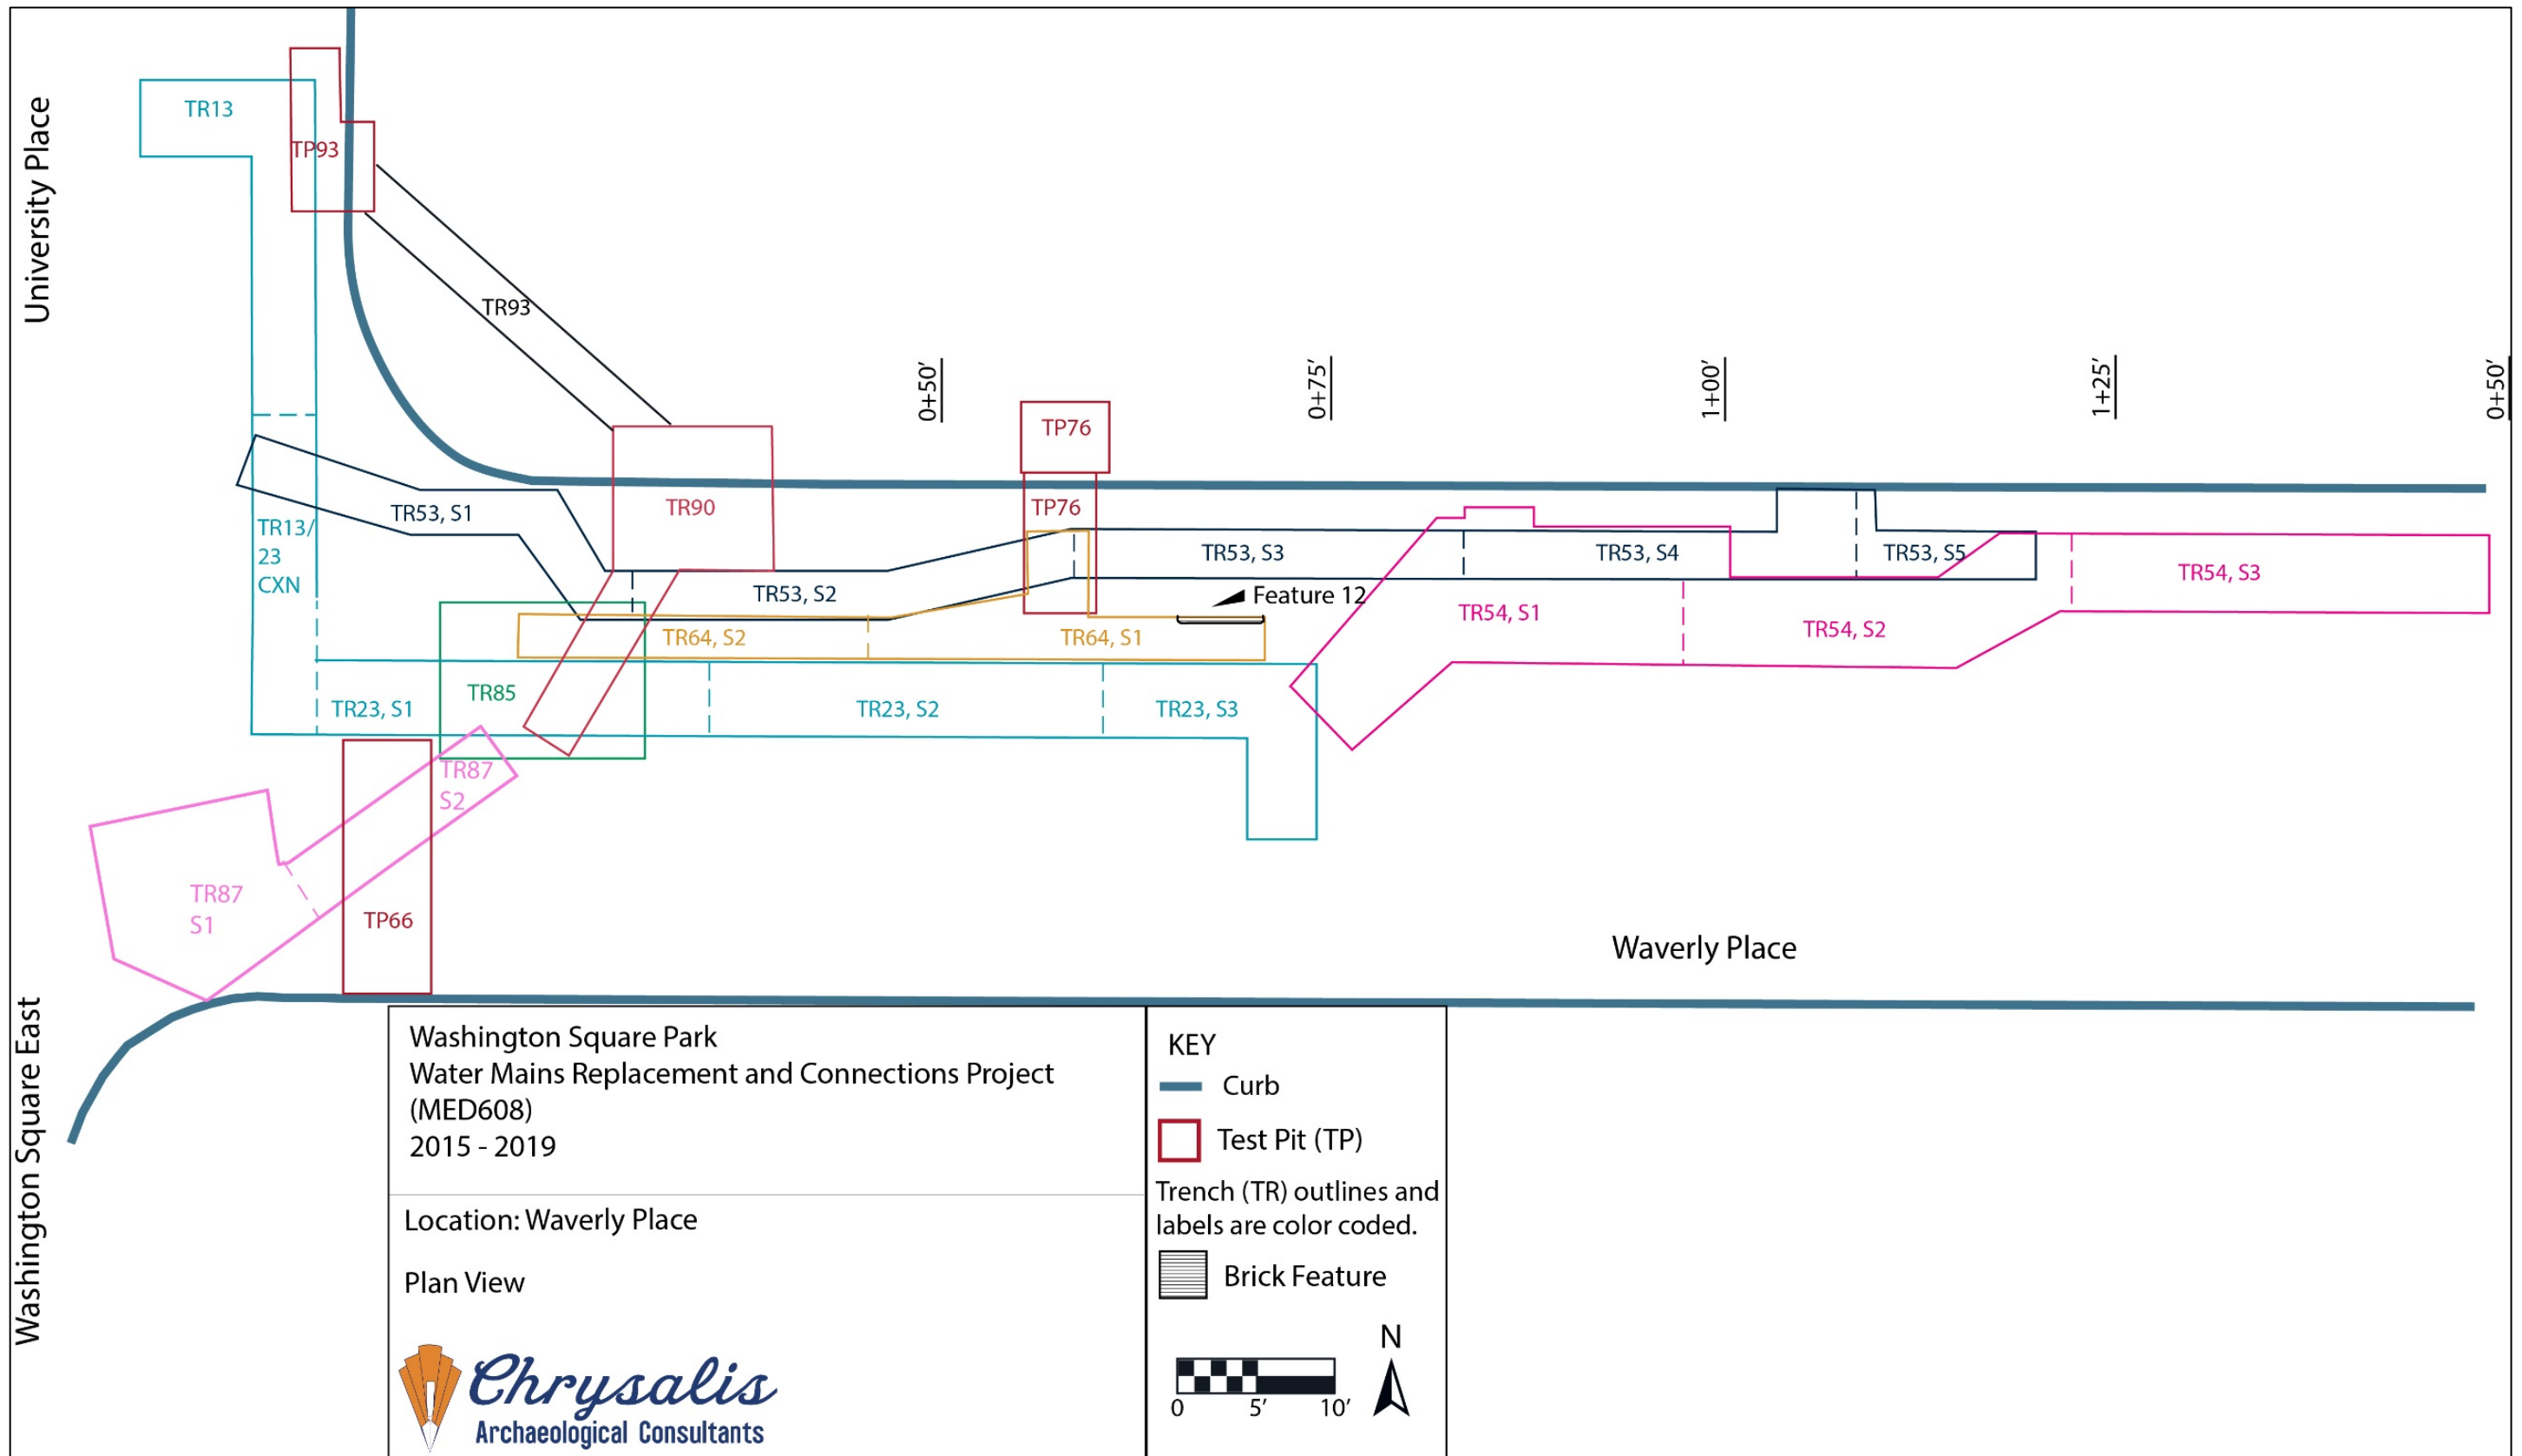 University Place
TR13
TP93
TR93
0+50’
0+75’
1+00’
1+25’
0+50’
TP76
TP76
TR90
TR53, S1
TR13/
23
CXN
TR53, S2
TR53, S3
TR53, S4
TR53, S5
TR54, S3
Feature 12
TR54, S1
TR54, S2
TR64, S2
TR64, S1
TR85
TR23, S1
TR23, S2
TR23, S3
TR87
S2
TR87
S1
TP66
Waverly Place
Washington Square East
Washington Square Park
Water Mains Replacement and Connections Project
(MED608)
2015 - 2019
Location: Waverly Place
Plan View
Chrysalis
Archaeological Consultants
KEY
Curb
Test Pit (TP)
Trench (TR) outlines and
labels are color coded.
Brick Feature
N
0 5’ 10’